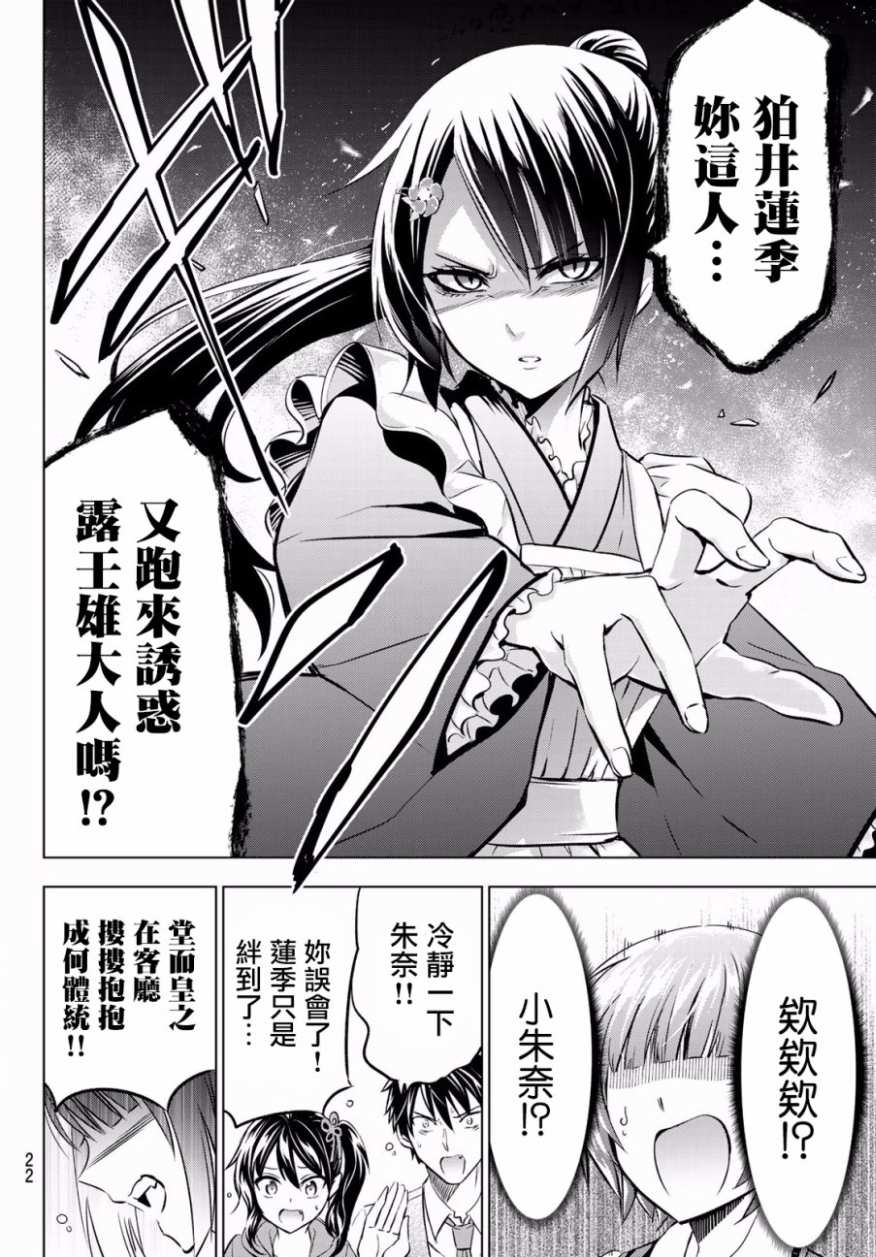 狛井蓮季
妳這人…
又跑來誘惑
露王雄大人嗎!?
欸欸欸!?
小朱奈!?
冷靜一下
朱奈!!
妳誤會了!
蓮季只是
絆到了…
堂而皇之
在客廳
摟摟抱抱
成何體統!!
22